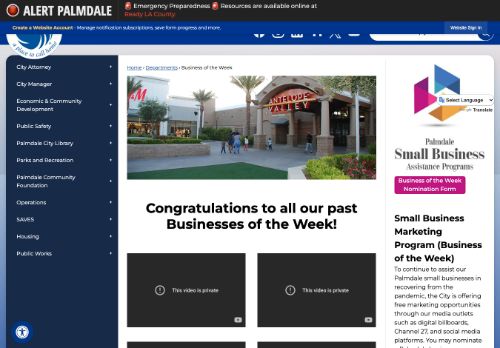 ALERT PALMDALE
🚨 Emergency Preparedness 🚨 Resources are available online at
Ready LA County.
Create a Website Account - Manage notification subscriptions, save form progress and more.
Website Sign In
a place to call home
City Attorney +
City Manager +
Economic & Community
Development +
Public Safety +
Palmdale City Library +
Parks and Recreation +
Palmdale Community
Foundation +
Operations +
SAVES +
Housing +
Public Works +
Home › Departments › Business of the Week
H&M
ANTELOPE VALLEY
Congratulations to all our past
Businesses of the Week!
This video is private
This video is private
Select Language
Translate
Palmdale
Small Business
Assistance Programs
Business of the Week
Nomination Form
Small Business
Marketing
Program (Business
of the Week)
To continue to assist our
Palmdale small businesses
in recovering from the
pandemic, the City is offering
free marketing opportunities
through our media outlets
such as digital billboards,
Channel 27, and social media
platforms. You may nominate